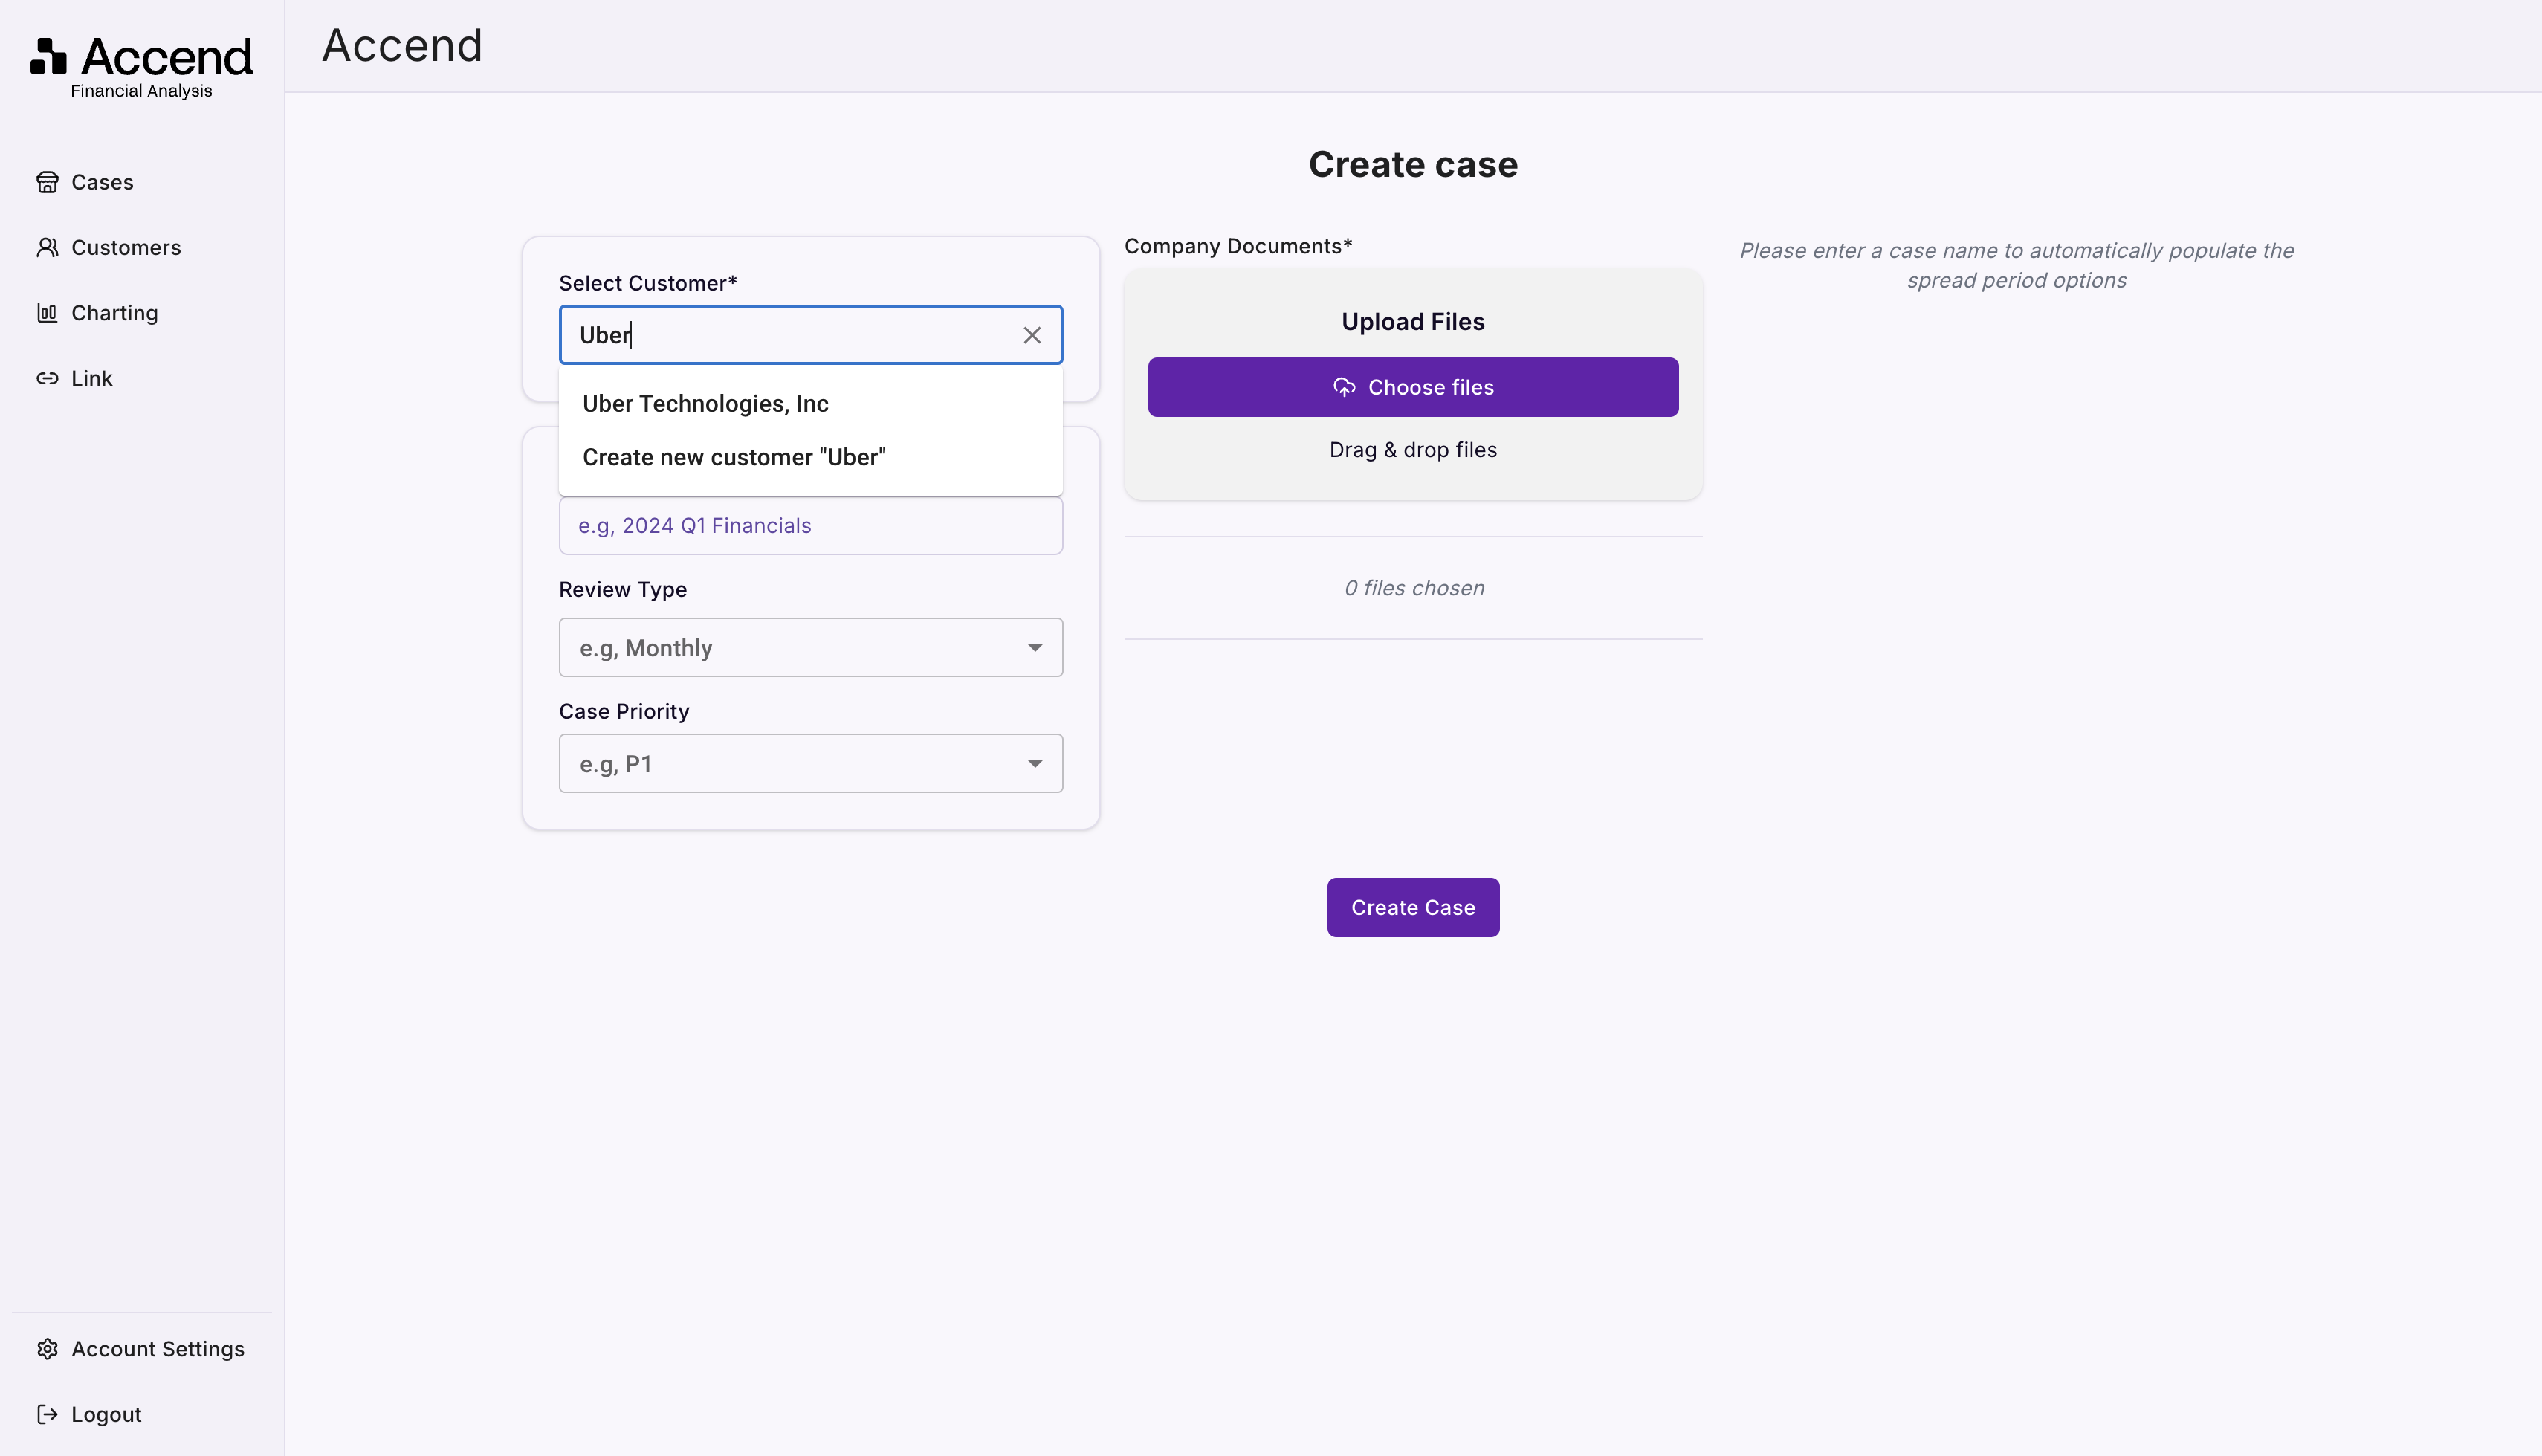 Accend
Financial Analysis
Cases
Customers
Charting
Link
Account Settings
Logout
Accend
Create case
Select Customer*
Uber
Uber Technologies, Inc
Create new customer "Uber"
e.g, 2024 Q1 Financials
Review Type
e.g, Monthly
Case Priority
e.g, P1
Company Documents*
Upload Files
Choose files
Drag & drop files
0 files chosen
Please enter a case name to automatically populate the
spread period options
Create Case